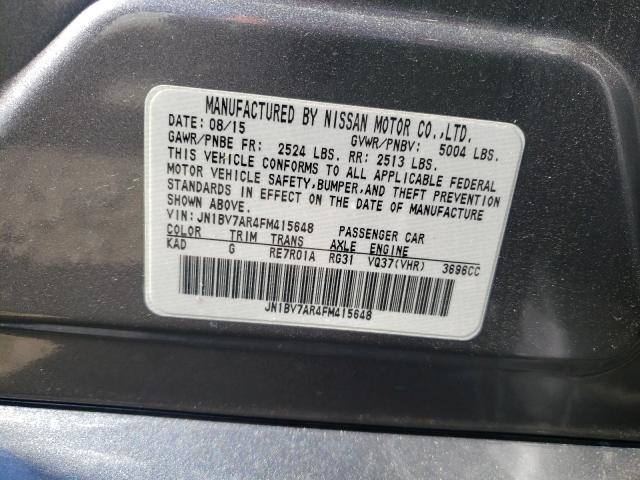 MANUFACTURED BY NISSAN MOTOR CO.,LTD.
DATE: 08/15 GVWR/PNBV: 5004 LBS.
GAWR/PNBE FR: 2524 LBS. RR: 2513 LBS.
THIS VEHICLE CONFORMS TO ALL APPLICABLE FEDERAL
MOTOR VEHICLE SAFETY,BUMPER,AND THEFT PREVENTION
STANDARDS IN EFFECT ON THE DATE OF MANUFACTURE
SHOWN ABOVE.
VIN: JN1BV7AR4FM415648 PASSENGER CAR
COLOR TRIM TRANS AXLE ENGINE
KAD G RE7R01A RG31 VQ37(VHR) 3696CC
JN1BV7AR4FM415648